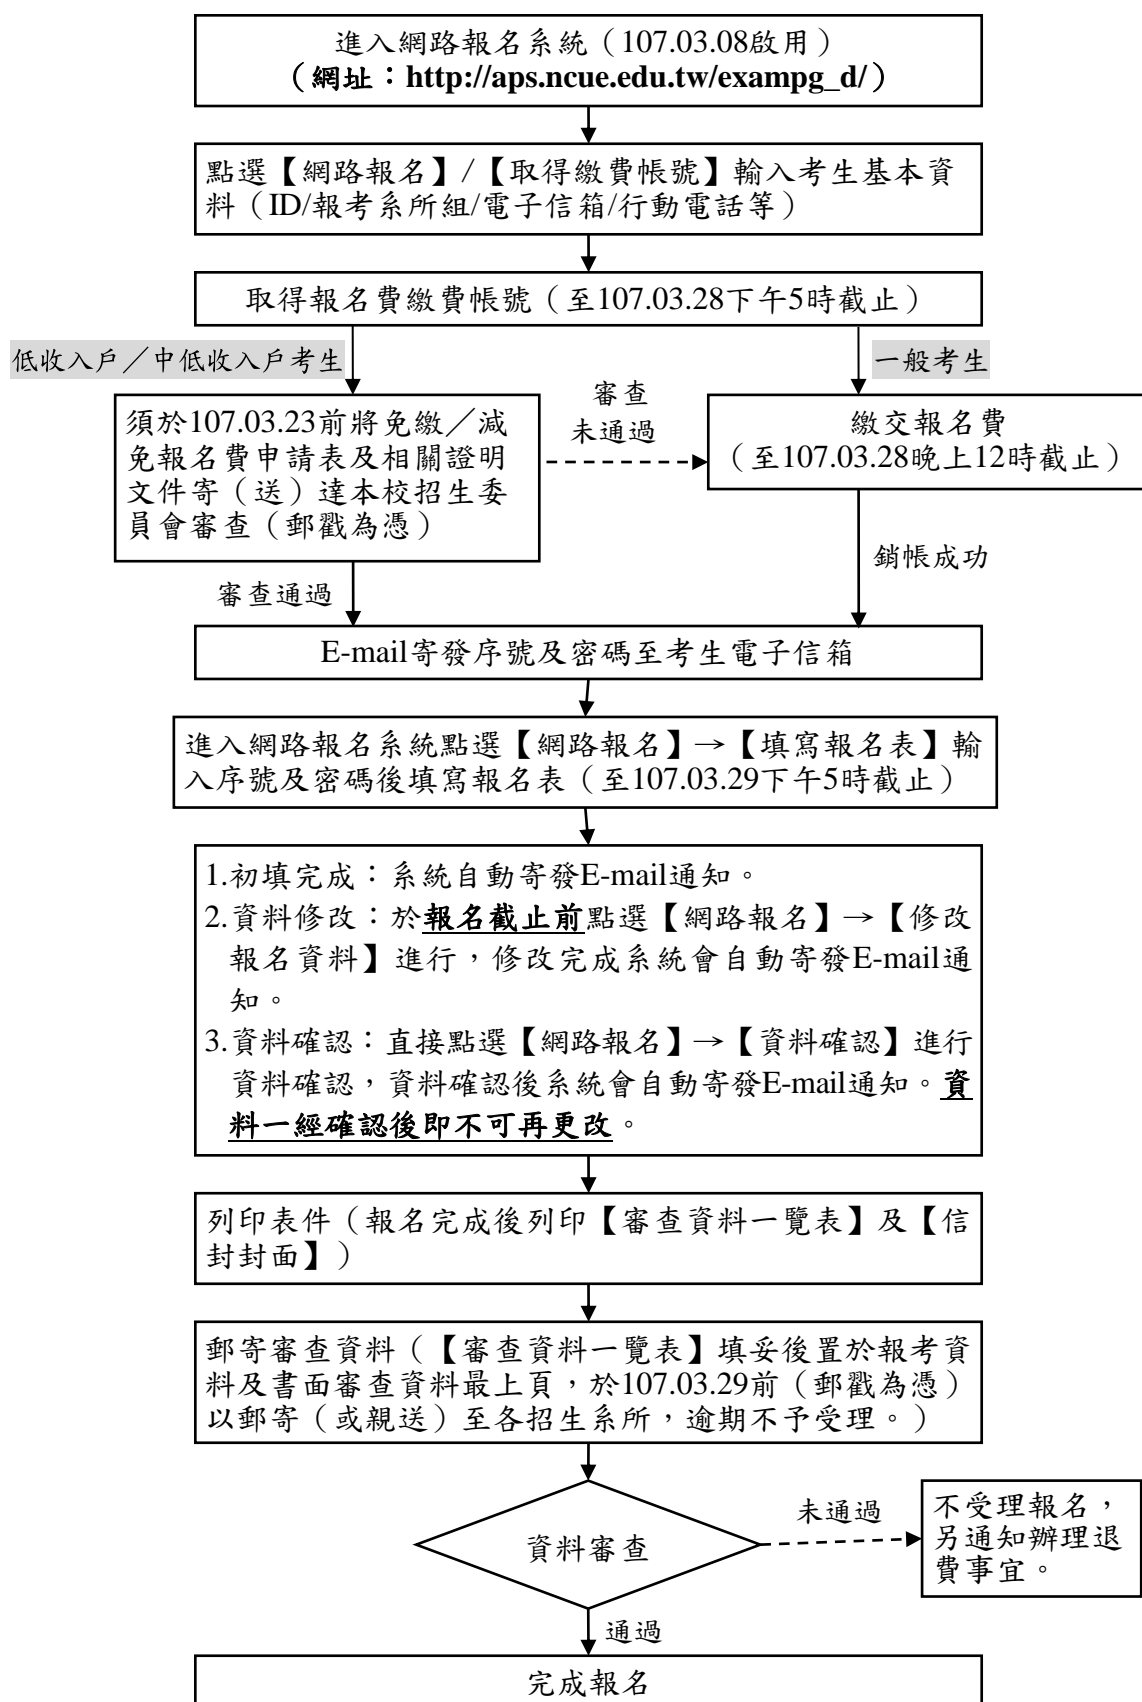 進入網路報名系統（107.03.08啟用）
（網址：http://aps.ncue.edu.tw/exampg_d/）
點選【網路報名】/【取得繳費帳號】輸入考生基本資
料（ID/報考系所組/電子信箱/行動電話等）
取得報名費繳費帳號（至107.03.28下午5時截止）
低收入戶／中低收入戶考生
一般考生
須於107.03.23前將免繳／減
免報名費申請表及相關證明
文件寄（送）達本校招生委
員會審查（郵戳為憑）
審查
未通過
繳交報名費
（至107.03.28晚上12時截止）
審查通過
銷帳成功
E-mail寄發序號及密碼至考生電子信箱
進入網路報名系統點選【網路報名】→【填寫報名表】輸
入序號及密碼後填寫報名表（至107.03.29下午5時截止）
1.初填完成：系統自動寄發E-mail通知。
2.資料修改：於報名截止前點選【網路報名】→【修改
報名資料】進行，修改完成系統會自動寄發E-mail通
知。
3.資料確認：直接點選【網路報名】→【資料確認】進行
資料確認，資料確認後系統會自動寄發E-mail通知。資
料一經確認後即不可再更改。
列印表件（報名完成後列印【審查資料一覽表】及【信
封封面】）
郵寄審查資料（【審查資料一覽表】填妥後置於報考資
料及書面審查資料最上頁，於107.03.29前（郵戳為憑）
以郵寄（或親送）至各招生系所，逾期不予受理。）
資料審查
未通過
不受理報名，
另通知辦理退
費事宜。
通過
完成報名